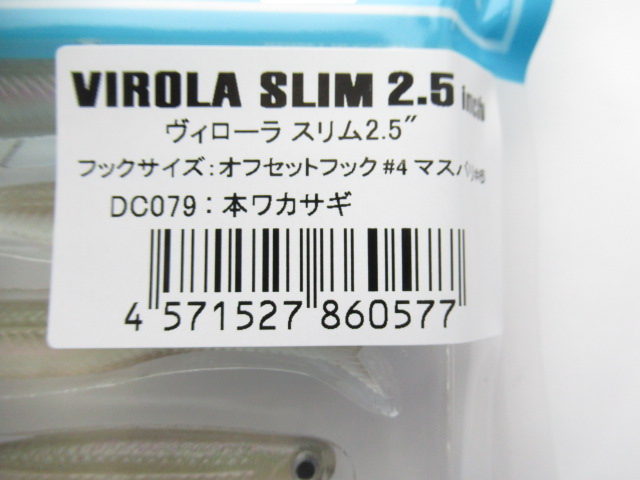 VIROLA SLIM 2.5 inch
ヴィローラ スリム2.5″
フックサイズ:オフセットフック #4 マスバリ#6
DC079:本ワカサギ
4 571527 860577